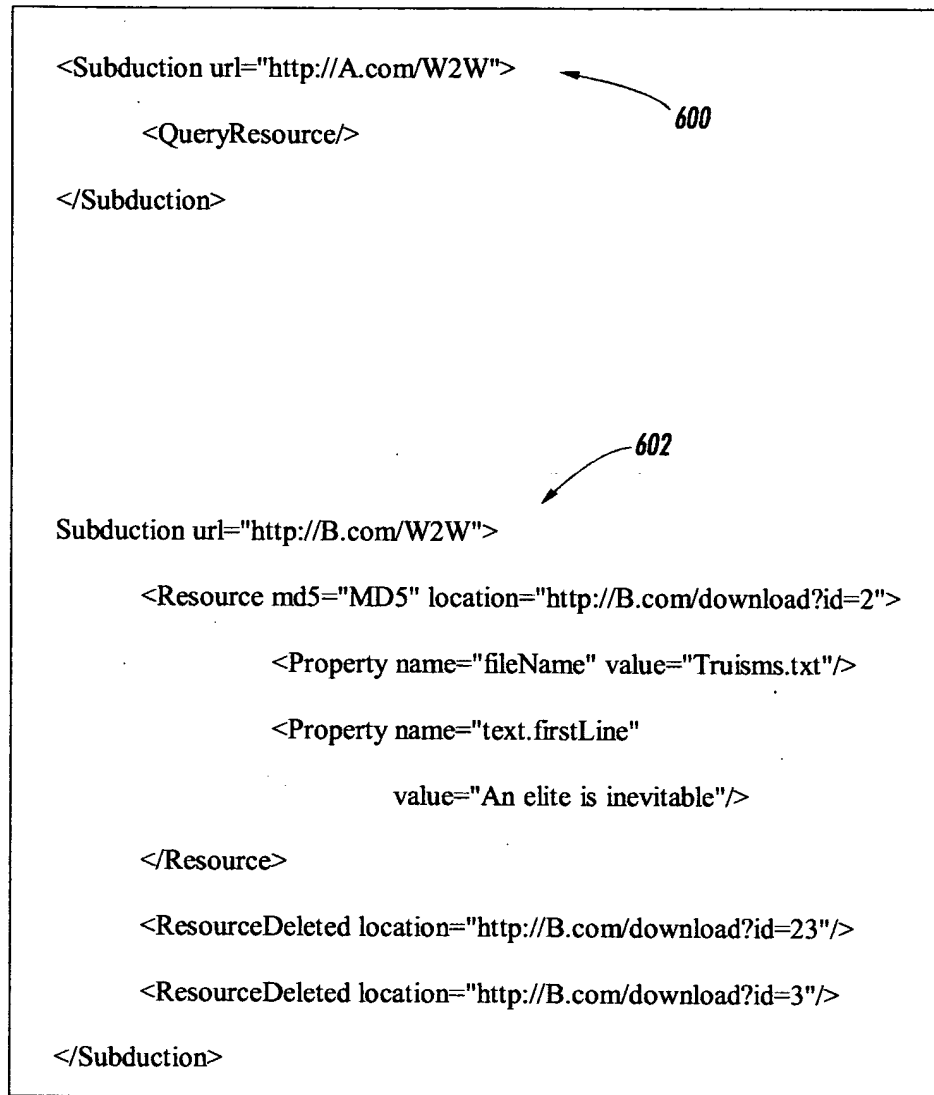 <Subduction url="http://A.com/W2W">
600
<QueryResource/>
</Subduction>
602
Subduction url="http://B.com/W2W">
<Resource md5="MD5" location="http://B.com/download?id=2">
<Property name="fileName" value="Truisms.txt"/>
<Property name="text.firstLine"
value="An elite is inevitable"/>
</Resource>
<ResourceDeleted location="http://B.com/download?id=23"/>
<ResourceDeleted location="http://B.com/download?id=3"/>
</Subduction>